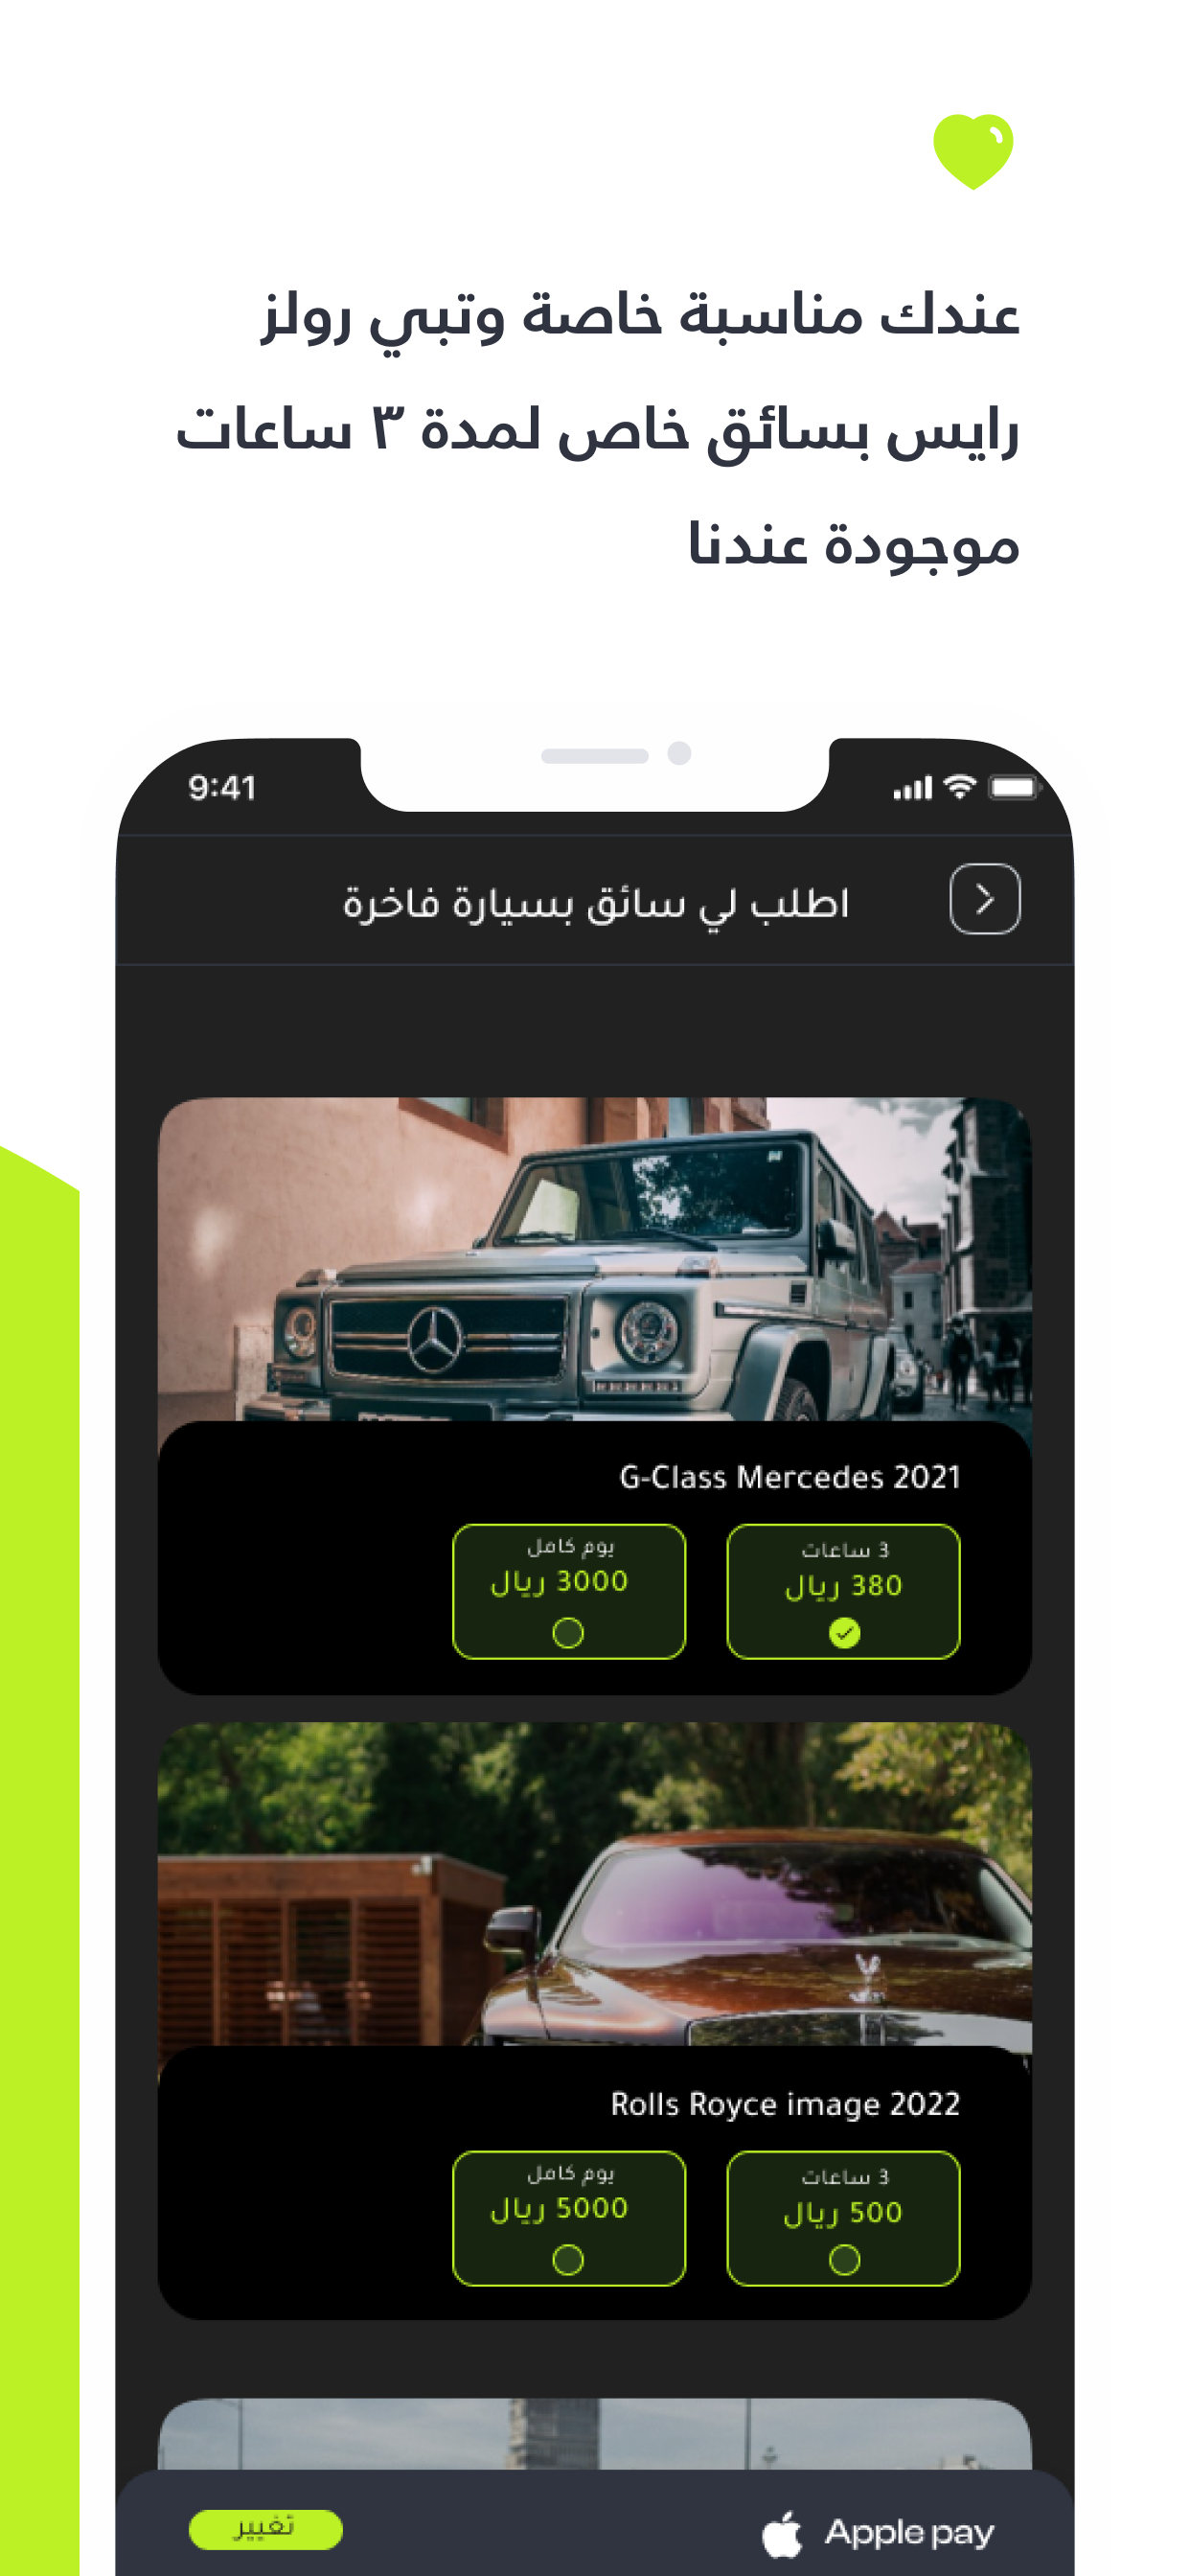 عندك مناسبة خاصة وتبي رولز
رايس بسائق خاص لمدة ٣ ساعات
موجودة عندنا
9:41
اطلب لي سائق بسيارة فاخرة
G-Class Mercedes 2021
3 ساعات
380 ريال
يوم كامل
3000 ريال
Rolls Royce image 2022
3 ساعات
500 ريال
يوم كامل
5000 ريال
Apple pay
تغيير